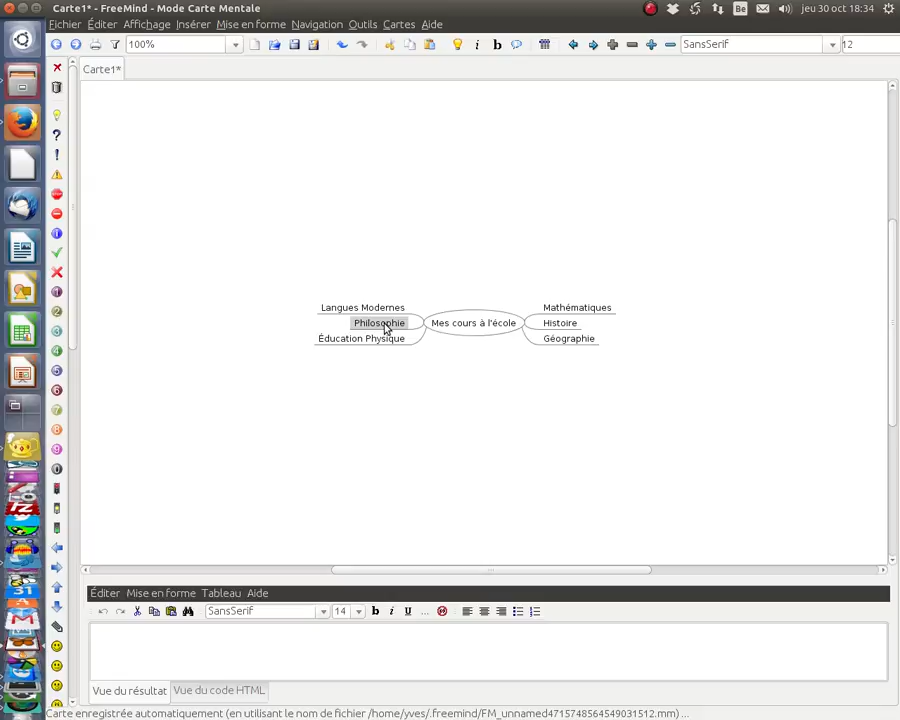 Carte1* - FreeMind - Mode Carte Mentale
Be
jeu 30 oct 18:34
Fichier Éditer Affichage Insérer Mise en forme Navigation Outils Cartes Aide
100%
i b
SansSerif
12
Carte1*
Langues Modernes
Philosophie
Éducation Physique
Mes cours à l'école
Mathématiques
Histoire
Géographie
Éditer Mise en forme Tableau Aide
SansSerif
14
b i U ...
Vue du résultat
Vue du code HTML
Carte enregistrée automatiquement (en utilisant le nom de fichier /home/yves/.freemind/FM_unnamed4715748564549031512.mm) ...